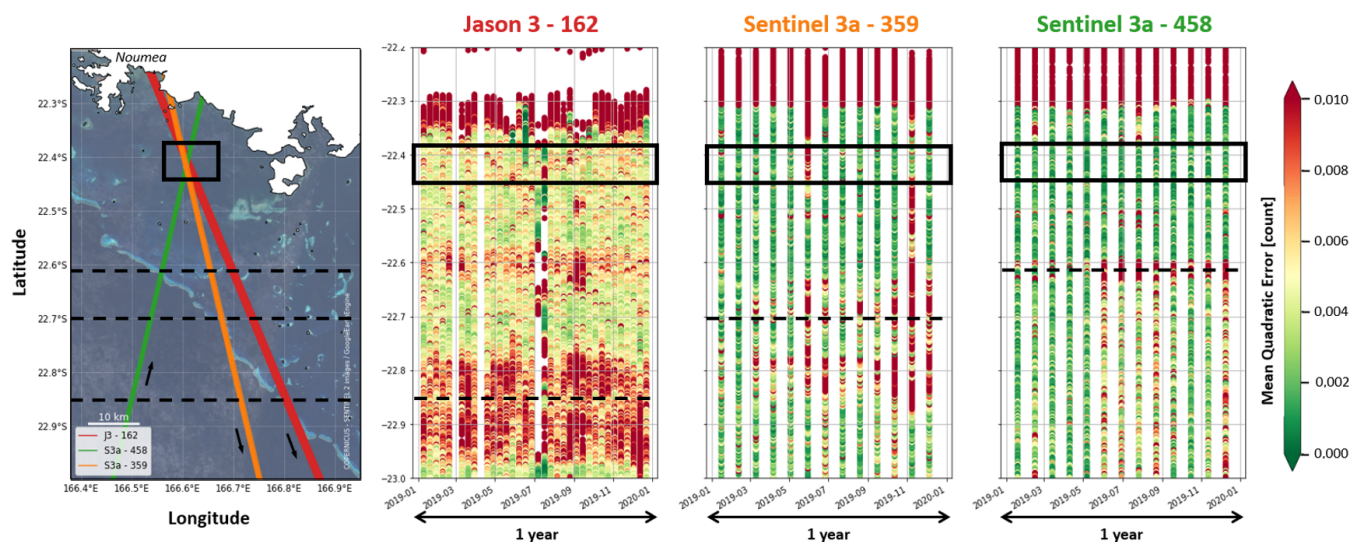 Jason 3 - 162
Sentinel 3a - 359
Sentinel 3a - 458
Noumea
22.3°S
22.4°S
22.5°S
22.6°S
22.7°S
22.8°S
22.9°S
Latitude
10 km
J3 - 162
S3a - 458
S3a - 359
COPERNICUS - SENTINEL 2 images / GoogleEarthEngine
166.4°E
166.5°E
166.6°E
166.7°E
166.8°E
166.9°E
Longitude
−22.2
−22.3
−22.4
−22.5
−22.6
−22.7
−22.8
−22.9
−23.0
2019-01
2019-03
2019-05
2019-07
2019-09
2019-11
2020-01
1 year
2019-01
2019-03
2019-05
2019-07
2019-09
2019-11
2020-01
1 year
2019-01
2019-03
2019-05
2019-07
2019-09
2019-11
2020-01
1 year
Mean Quadratic Error [count]
0.010
0.008
0.006
0.004
0.002
0.000